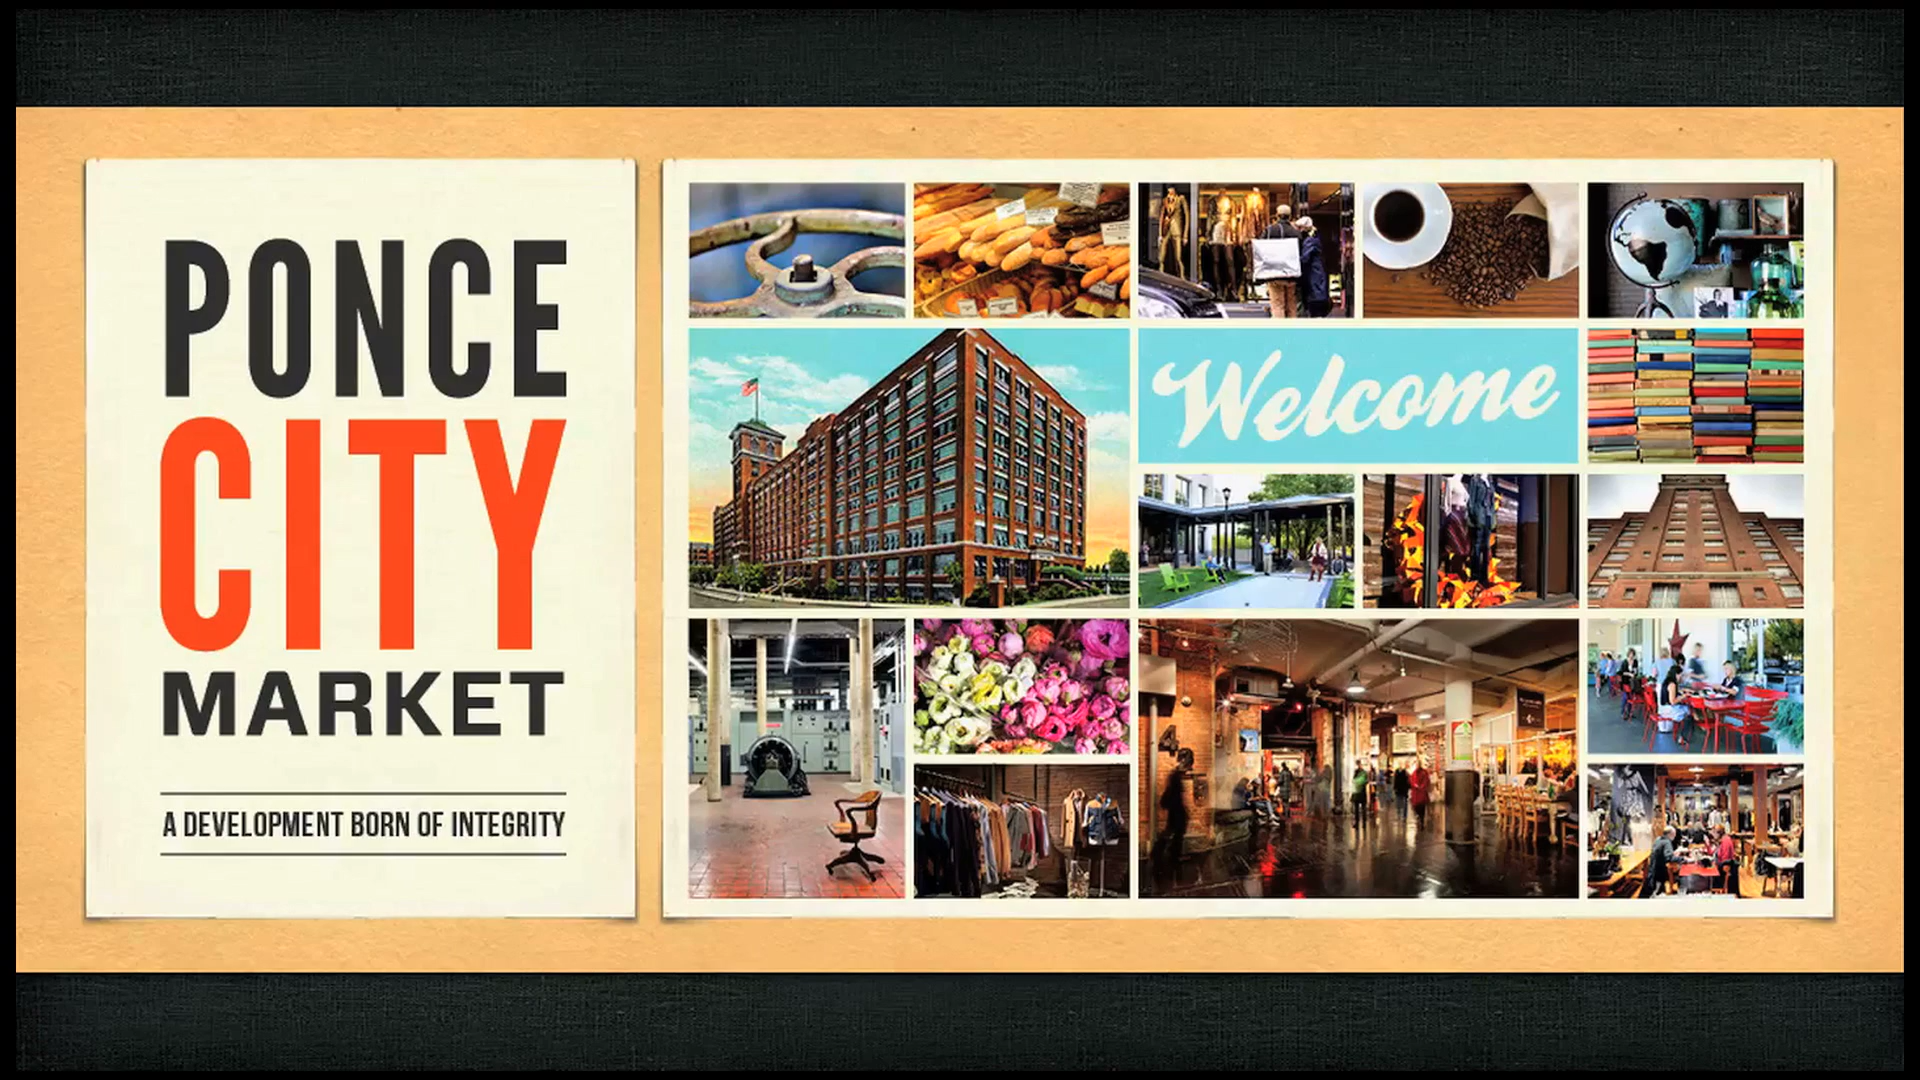 PONCE
CITY
MARKET
A DEVELOPMENT BORN OF INTEGRITY
Welcome